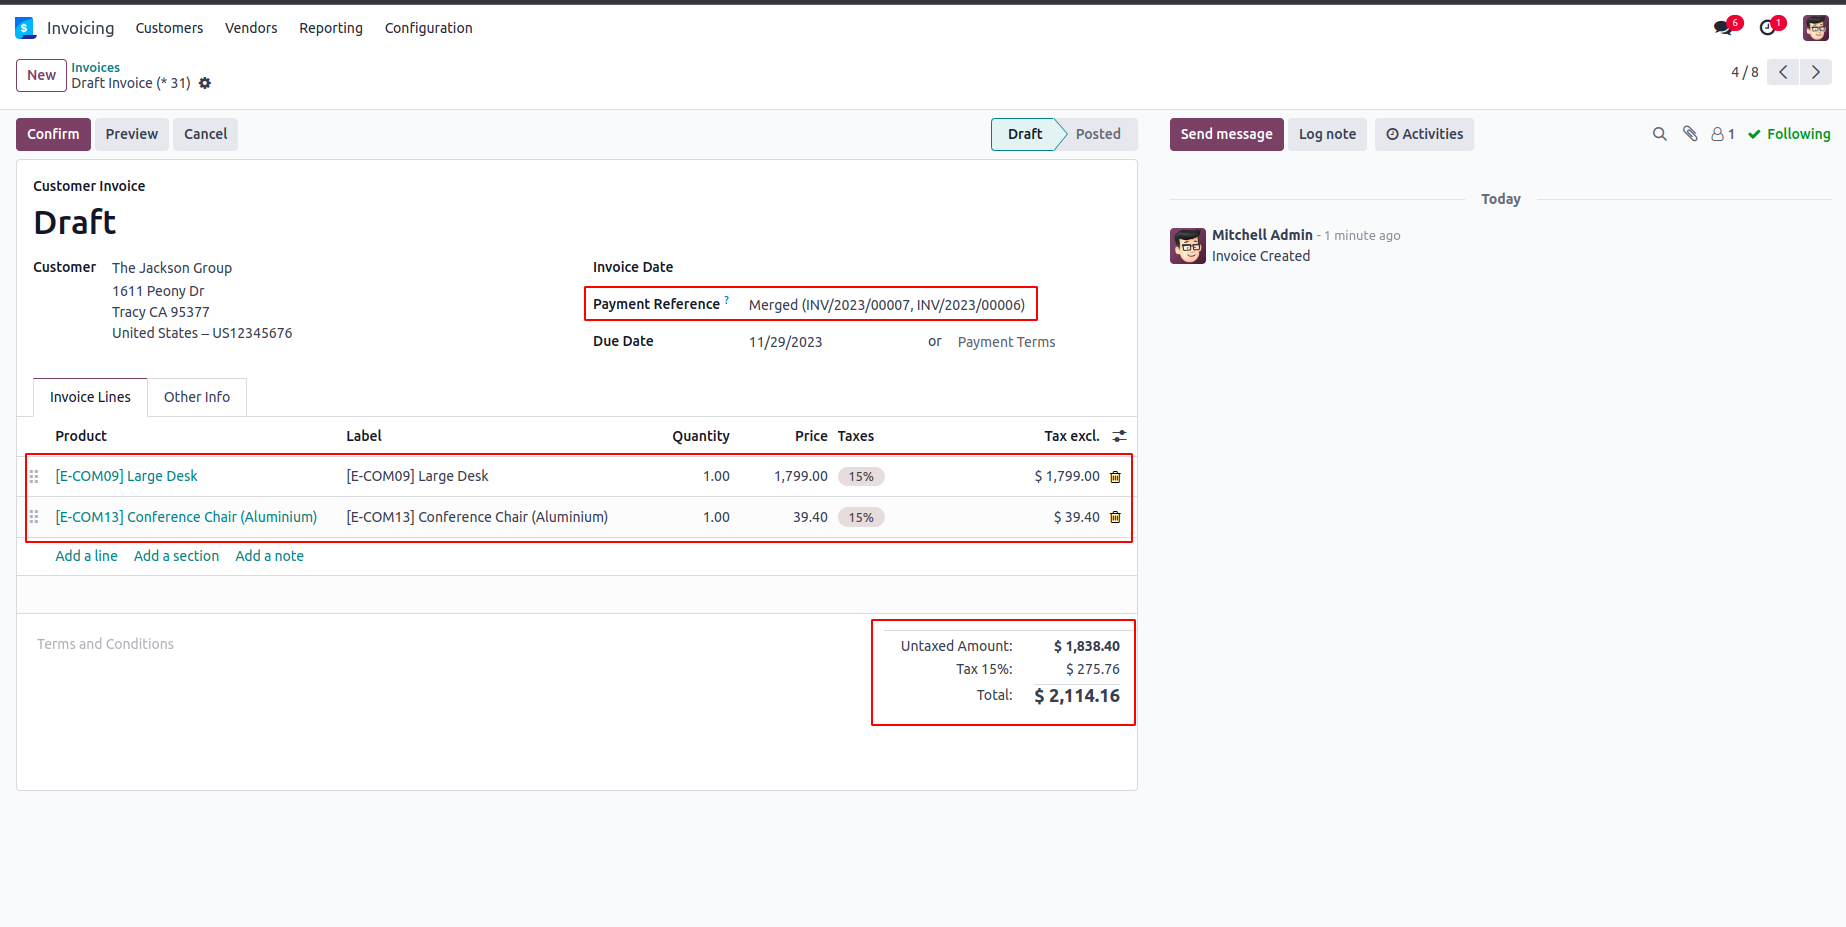 Invoicing Customers Vendors Reporting Configuration 6 1
New Invoices
Draft Invoice (* 31)
4 / 8
Confirm Preview Cancel Draft Posted Send message Log note Activities 1 Following
Customer Invoice
Draft
Today
Mitchell Admin - 1 minute ago
Invoice Created
Customer The Jackson Group
1611 Peony Dr
Tracy CA 95377
United States – US12345676
Invoice Date
Payment Reference ? Merged (INV/2023/00007, INV/2023/00006)
Due Date 11/29/2023 or Payment Terms
Invoice Lines Other Info
Product Label Quantity Price Taxes Tax excl.
[E-COM09] Large Desk [E-COM09] Large Desk 1.00 1,799.00 15% $ 1,799.00
[E-COM13] Conference Chair (Aluminium) [E-COM13] Conference Chair (Aluminium) 1.00 39.40 15% $ 39.40
Add a line Add a section Add a note
Terms and Conditions
Untaxed Amount: $ 1,838.40
Tax 15%: $ 275.76
Total: $ 2,114.16